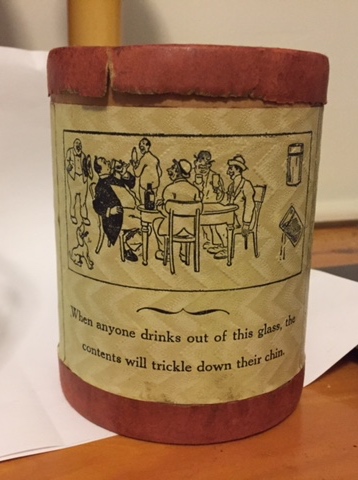 When anyone drinks out of this glass, the
contents will trickle down their chin.